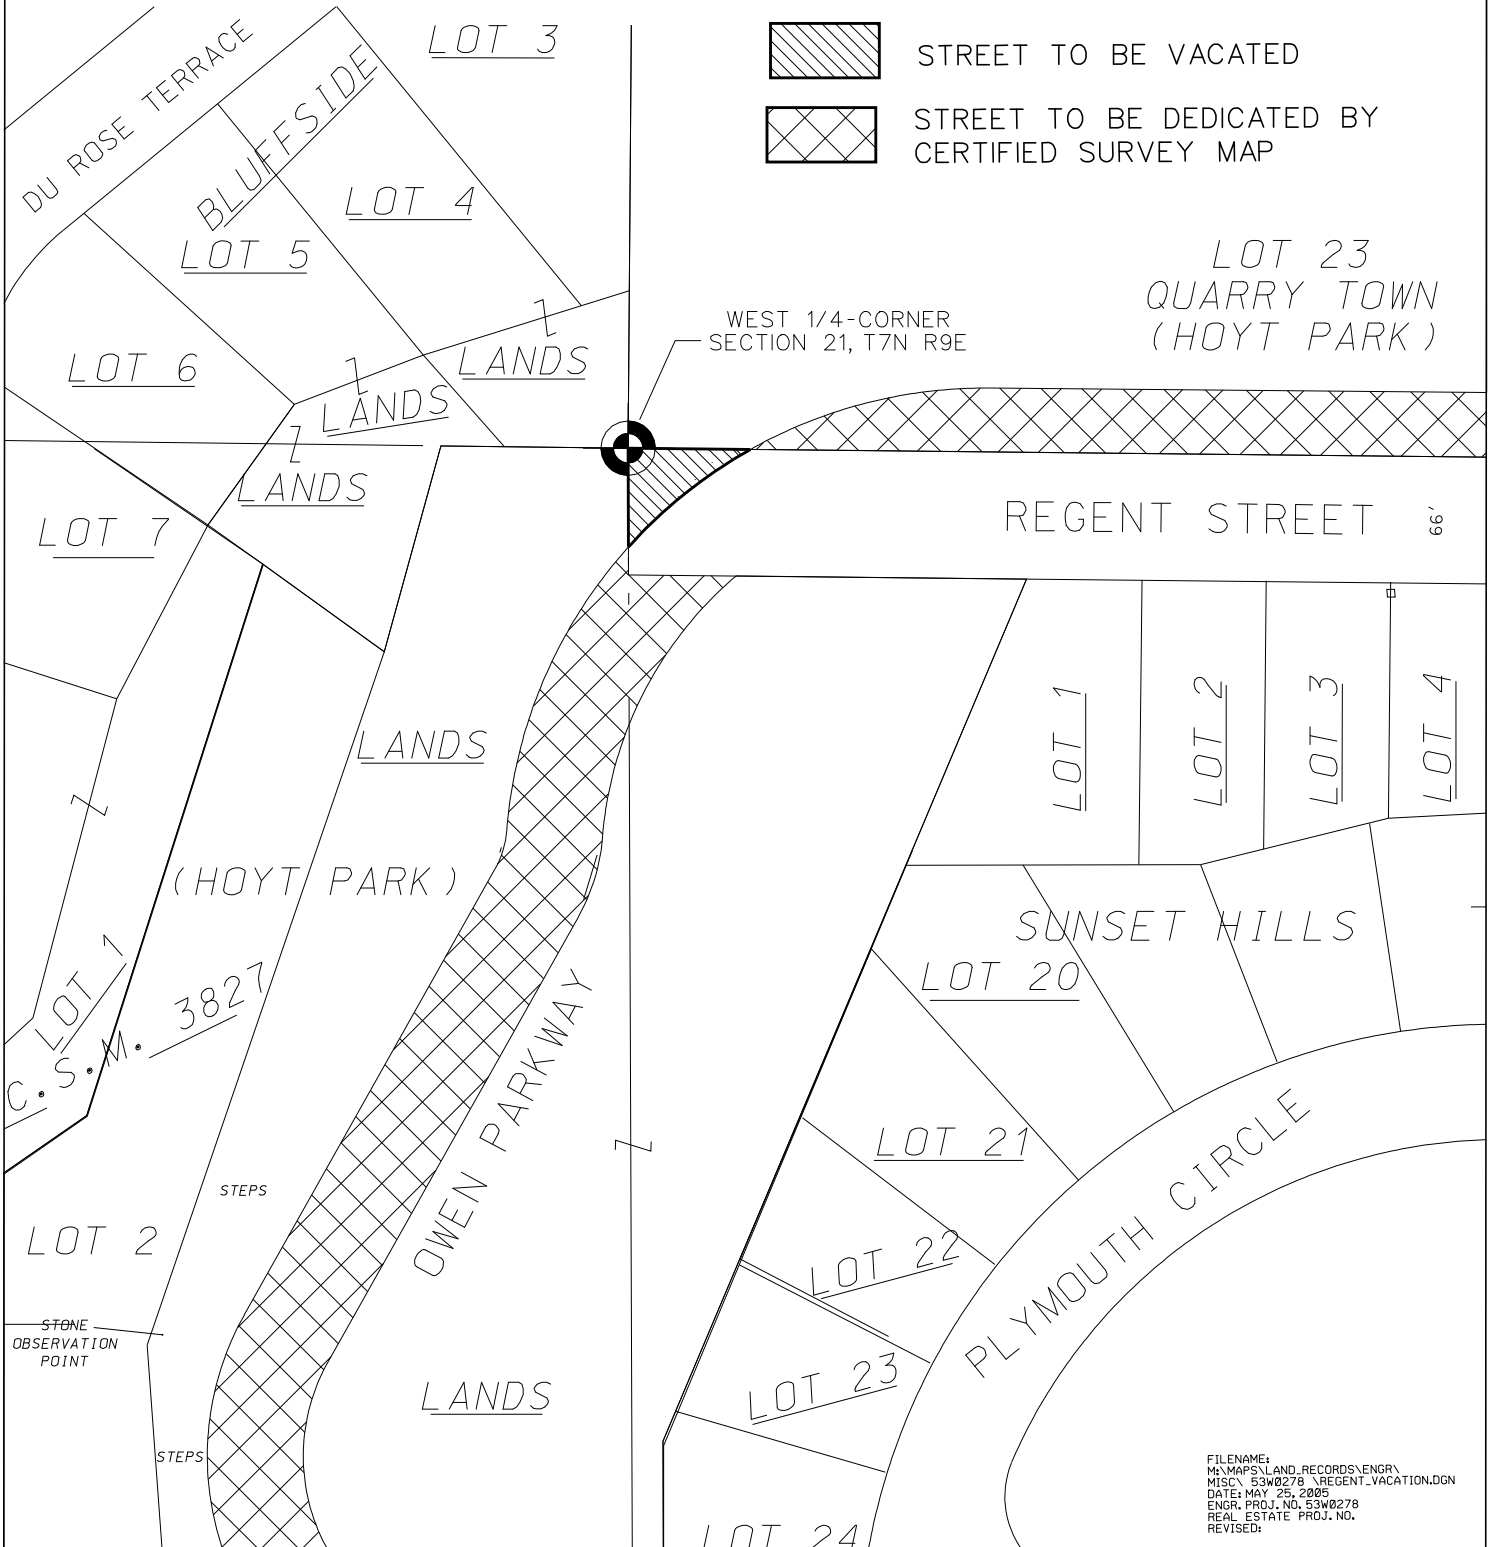 LOT 3
STREET TO BE VACATED
STREET TO BE DEDICATED BY
CERTIFIED SURVEY MAP
DU ROSE TERRACE
BLUFFSIDE
LOT 4
LOT 5
LOT 6
LOT 23
QUARRY TOWN
(HOYT PARK)
WEST 1/4-CORNER
SECTION 21, T7N R9E
LANDS
LANDS
LANDS
LOT 7
REGENT STREET
66'
LOT 1
LOT 2
LOT 3
LOT 4
LANDS
(HOYT PARK)
SUNSET HILLS
LOT 20
LOT 1
C.S.M. 3827
OWEN PARKWAY
LOT 21
STEPS
LOT 2
LOT 22
PLYMOUTH CIRCLE
STONE
OBSERVATION
POINT
LOT 23
LANDS
STEPS
LOT 24
FILENAME:
M:\MAPS\LAND_RECORDS\ENGR\
MISC\ 53W0278 \REGENT_VACATION.DGN
DATE: MAY 25, 2005
ENGR. PROJ. NO. 53W0278
REAL ESTATE PROJ. NO.
REVISED: